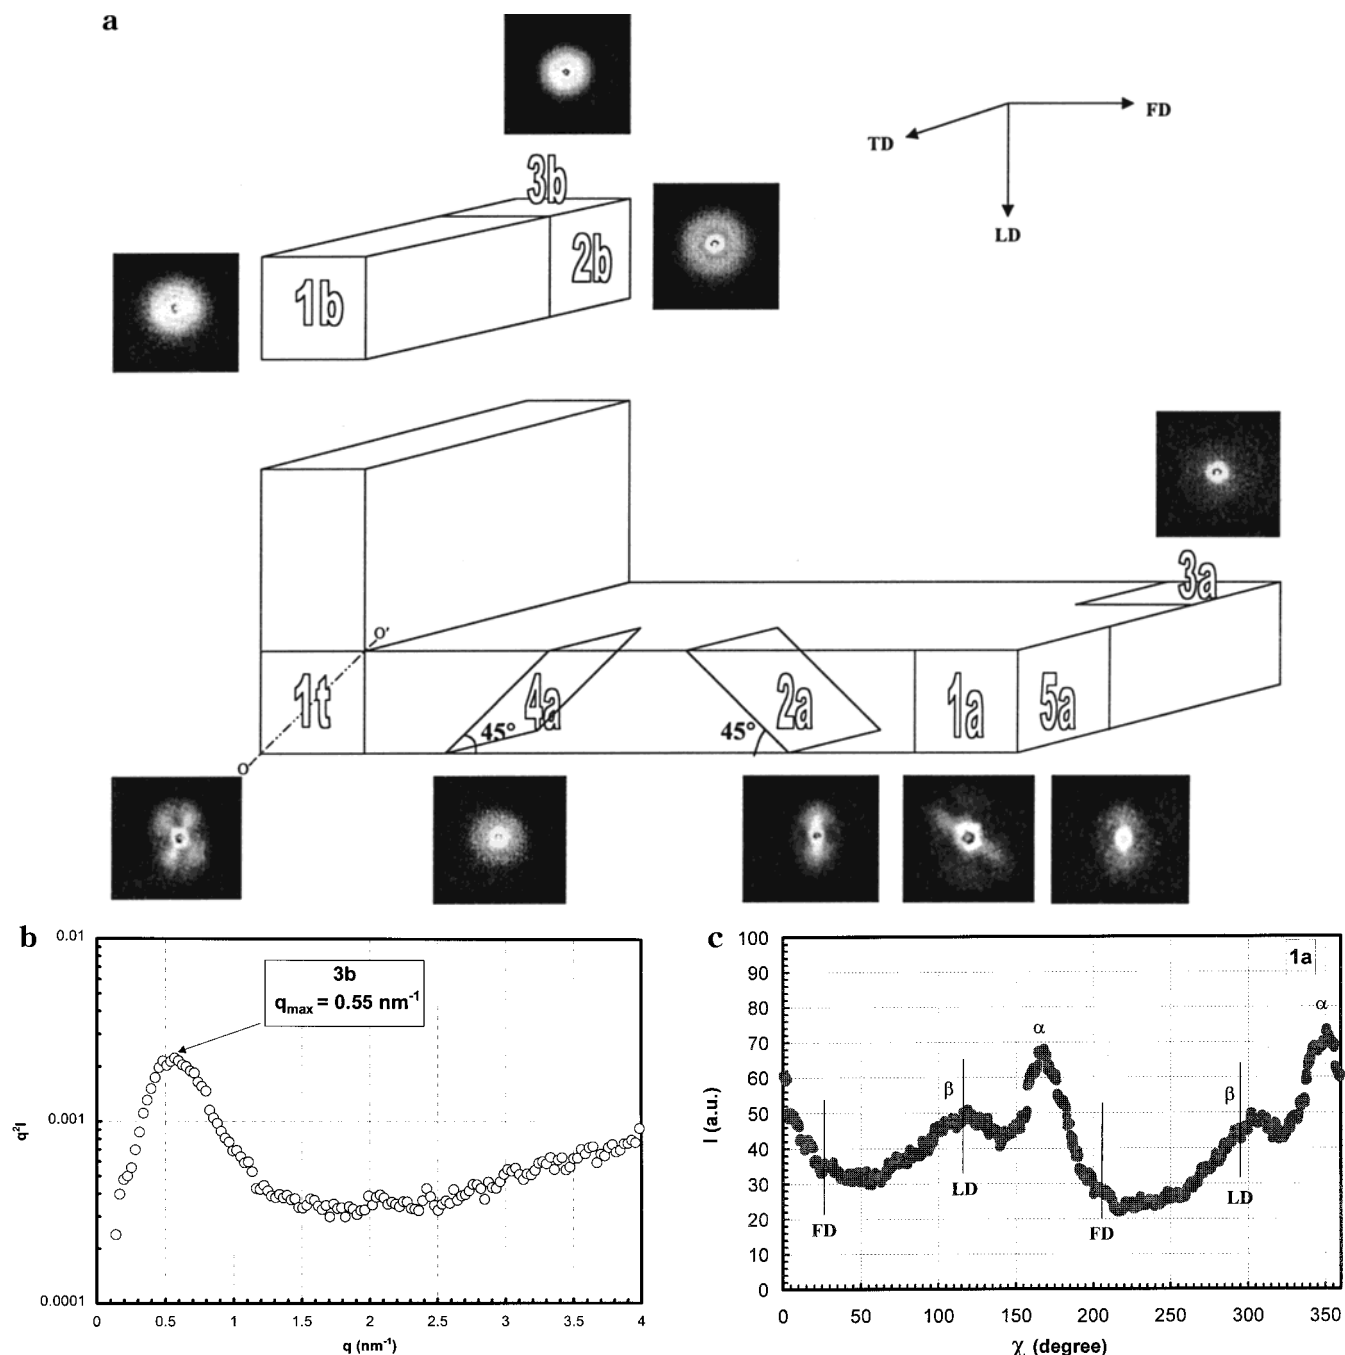 a
FD
TD
LD
3b
2b
1b
3a
O'
1t
45°
4a
45°
2a
1a
5a
O
b
0.01
3b
qmax = 0.55 nm-1
q2I
0.001
0.0001
0
0.5
1
1.5
2
2.5
3
3.5
4
q (nm-1)
c
100
1a
90
80
α
70
α
60
β
β
50
I (a.u.)
40
30
LD
LD
20
FD
FD
10
0
0
50
100
150
200
250
300
350
χ (degree)